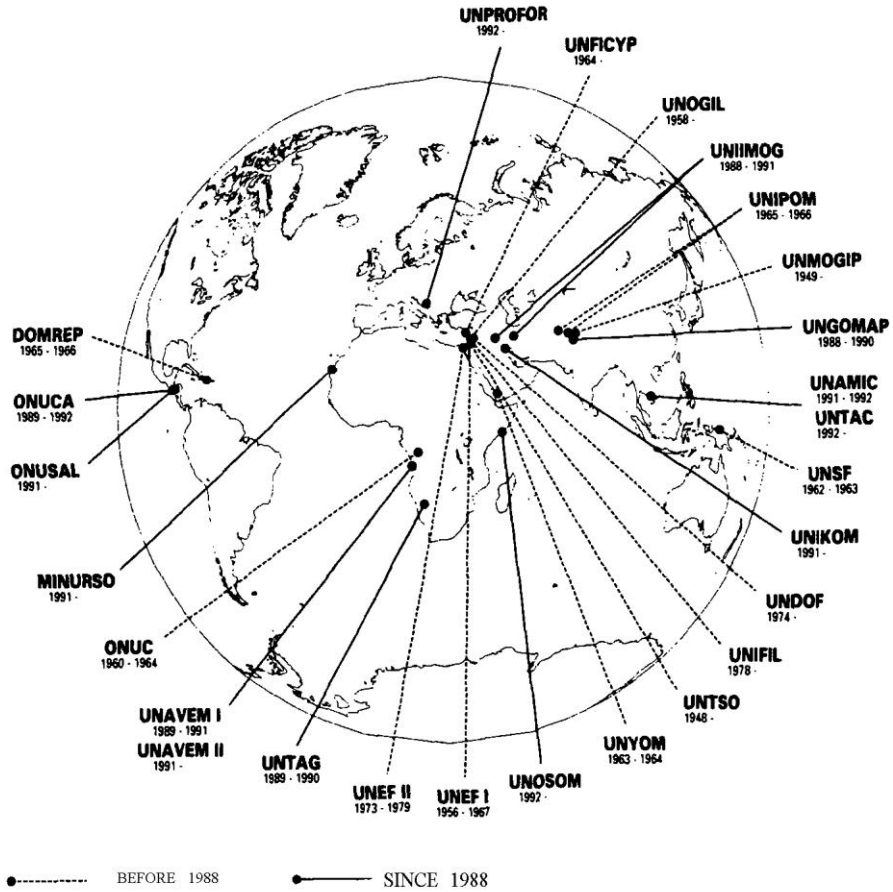 UNPROFOR
1992 -
UNFICYP
1964 -
UNOGIL
1958 -
UNIIMOG
1988 - 1991
UNIPOM
1965 - 1966
UNMOGIP
1949 -
UNGOMAP
1988 - 1990
UNAMIC
1991 - 1992
UNTAC
1992 -
UNSF
1962 - 1963
UNIKOM
1991 -
UNDOF
1974 -
UNIFIL
1978 -
UNTSO
1948 -
UNYOM
1963 - 1964
UNOSOM
1992 -
UNEF I
1956 - 1967
UNEF II
1973 - 1979
UNTAG
1989 - 1990
UNAVEM I
1989 - 1991
UNAVEM II
1991 -
ONUC
1960 - 1964
MINURSO
1991 -
ONUSAL
1991 -
ONUCA
1989 - 1992
DOMREP
1965 - 1966
BEFORE 1988
SINCE 1988